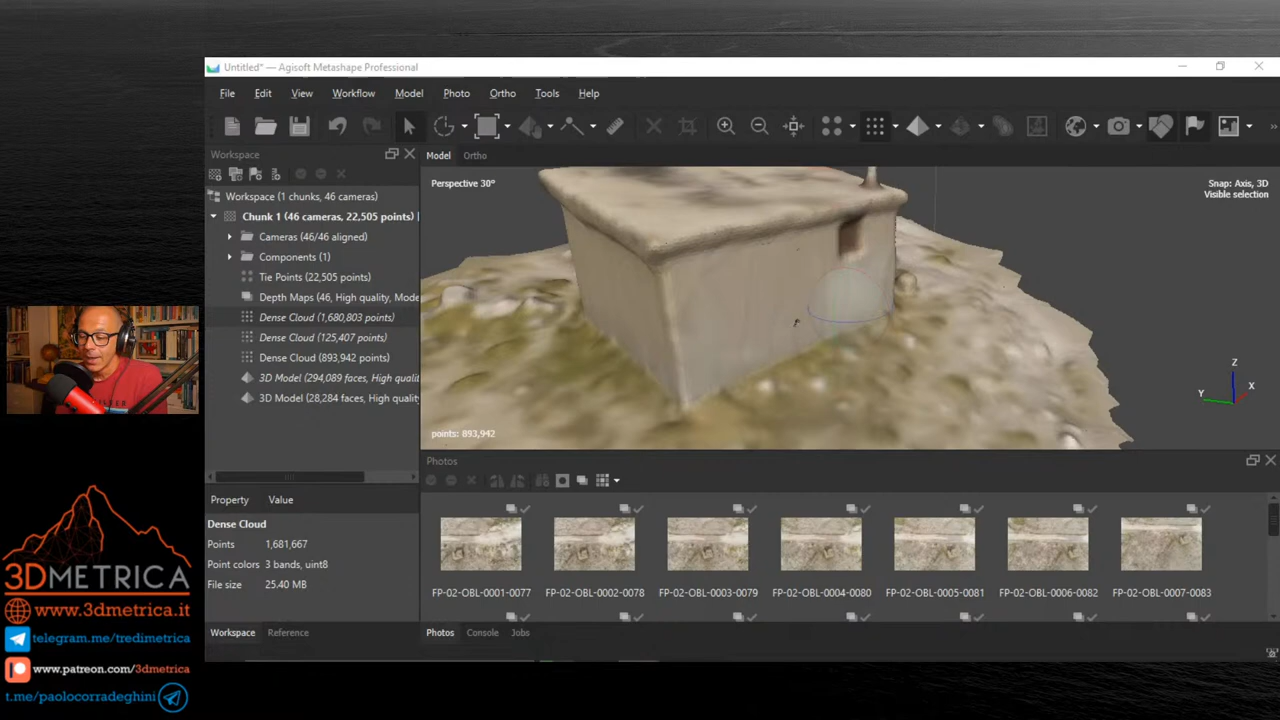 Untitled* — Agisoft Metashape Professional
File Edit View Workflow Model Photo Ortho Tools Help
Workspace
Model Ortho
Workspace (1 chunks, 46 cameras)
Chunk 1 (46 cameras, 22,505 points)
Cameras (46/46 aligned)
Components (1)
Tie Points (22,505 points)
Depth Maps (46, High quality, Mode
Dense Cloud (1,680,803 points)
Dense Cloud (125,407 points)
Dense Cloud (893,942 points)
3D Model (294,089 faces, High qualit
3D Model (28,284 faces, High quality
Perspective 30°
Snap: Axis, 3D
Visible selection
Z
X
Y
points: 893,942
Property Value
Dense Cloud
Points 1,681,667
Point colors 3 bands, uint8
File size 25.40 MB
Workspace Reference
Photos
FP-02-OBL-0001-0077 FP-02-OBL-0002-0078 FP-02-OBL-0003-0079 FP-02-OBL-0004-0080 FP-02-OBL-0005-0081 FP-02-OBL-0006-0082 FP-02-OBL-0007-0083
Photos Console Jobs
3DMETRICA
www.3dmetrica.it
telegram.me/tredimetrica
www.patreon.com/3dmetrica
t.me/paolocorradeghini